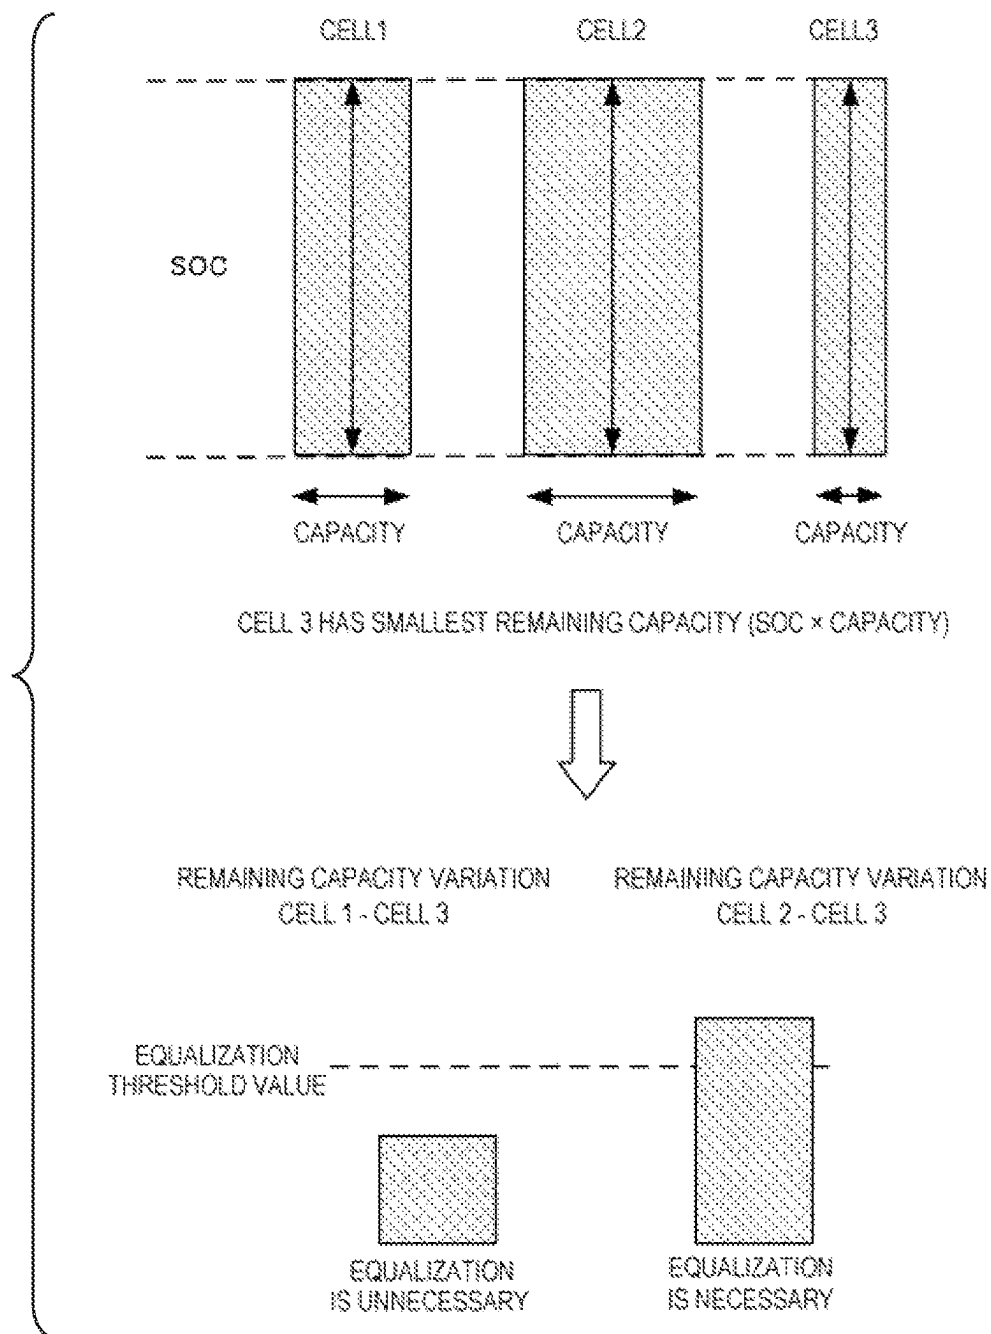 CELL1 CELL2 CELL3
SOC
CAPACITY CAPACITY CAPACITY
CELL 3 HAS SMALLEST REMAINING CAPACITY (SOC × CAPACITY)
REMAINING CAPACITY VARIATION
CELL 1 - CELL 3
REMAINING CAPACITY VARIATION
CELL 2 - CELL 3
EQUALIZATION
THRESHOLD VALUE
EQUALIZATION
IS UNNECESSARY
EQUALIZATION
IS NECESSARY